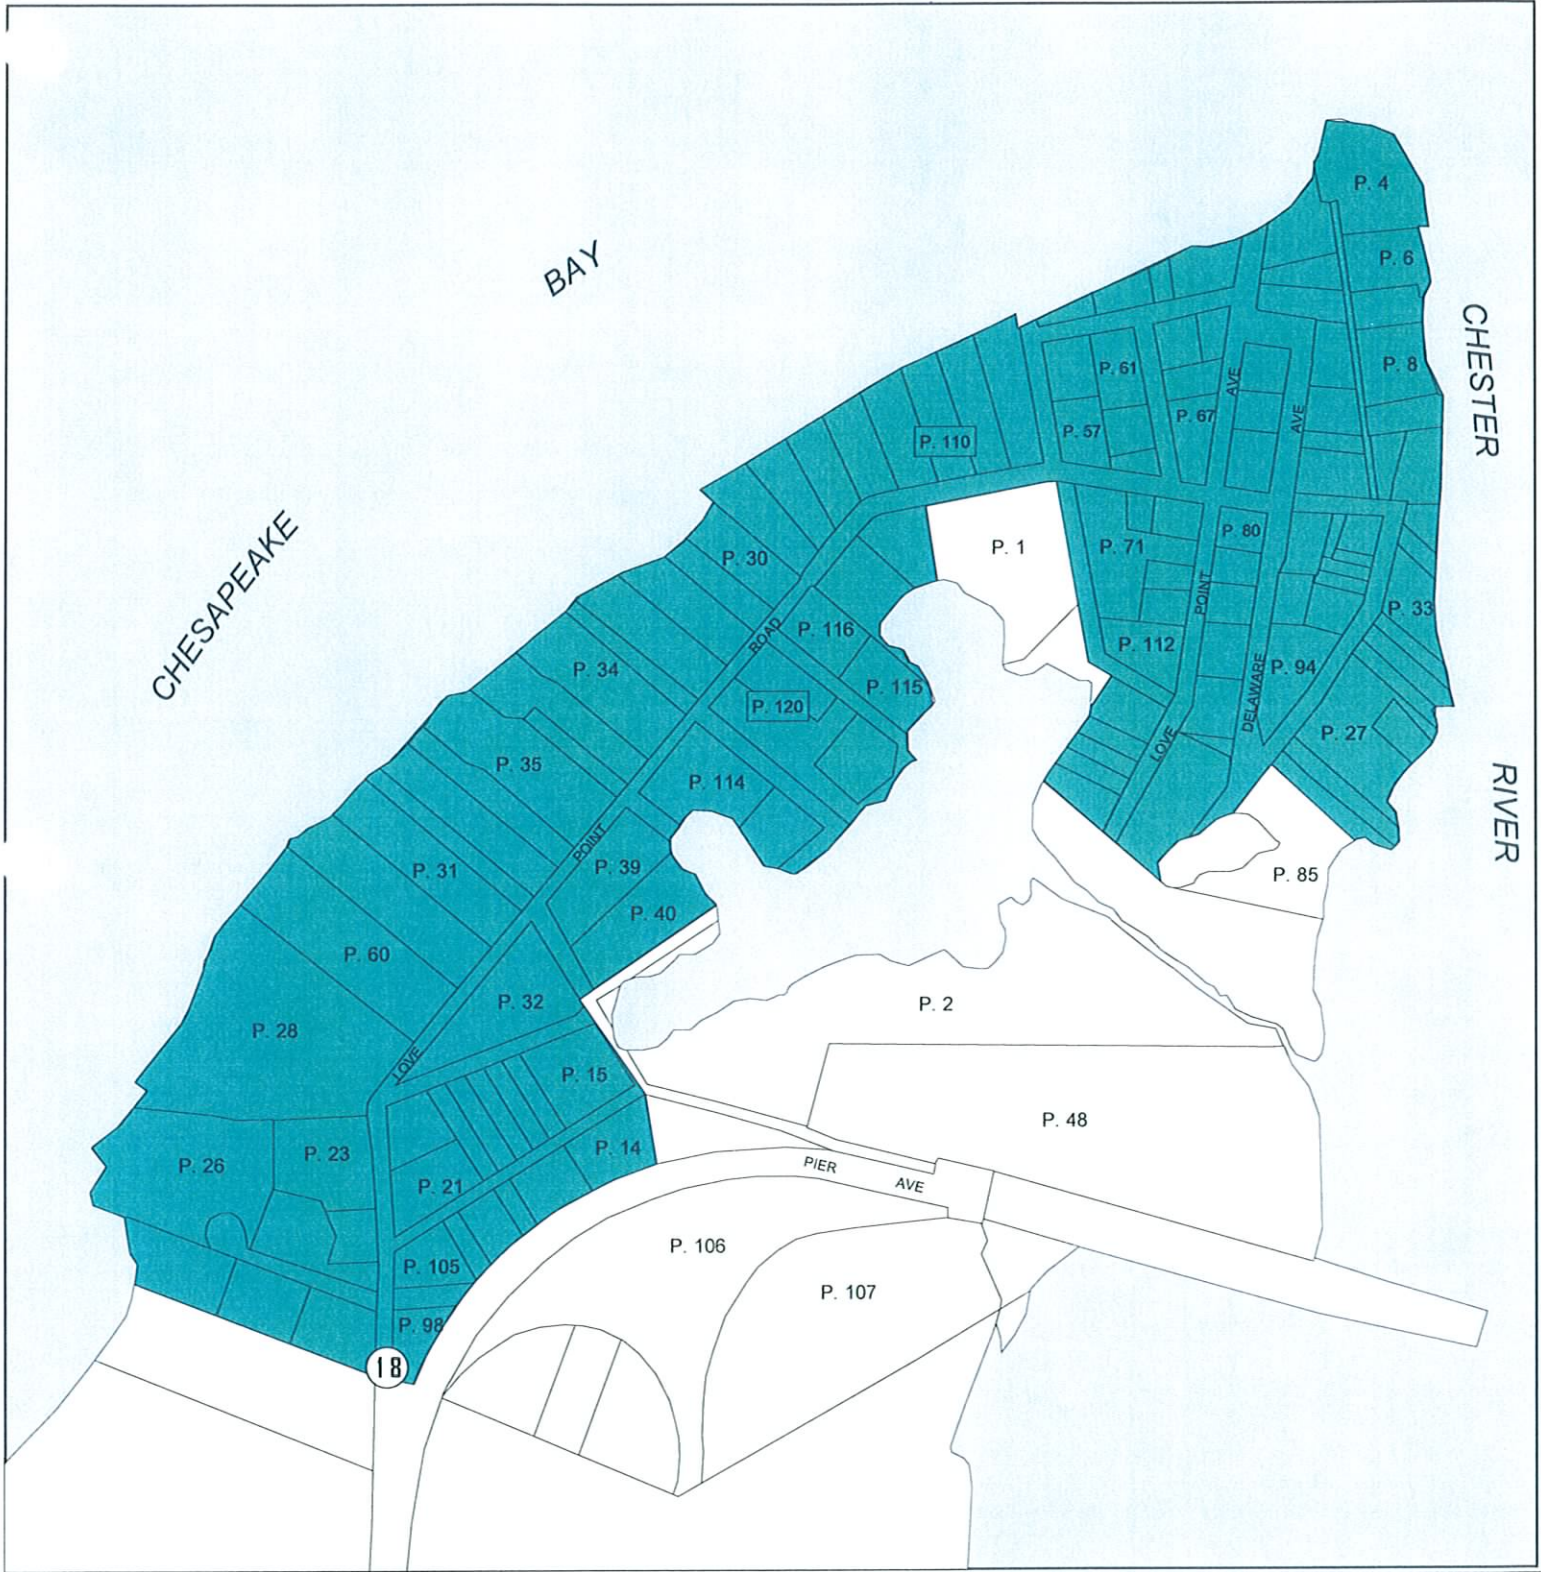 P. 4
BAY
P. 6
CHESTER
P. 8
P. 61
AVE
P. 67
AVE
P. 57
P. 110
P. 30
P. 1
P. 71
P. 80
CHESAPEAKE
POINT
P. 33
P. 116
ROAD
P. 112
P. 34
P. 94
P. 115
DELAWARE
P. 120
P. 27
LOVE
P. 35
P. 114
RIVER
POINT
P. 39
P. 31
P. 85
P. 40
P. 60
P. 32
P. 2
P. 28
LOVE
P. 15
P. 48
P. 14
P. 23
P. 26
PIER
AVE
P. 21
P. 106
P. 105
P. 107
P. 98
18